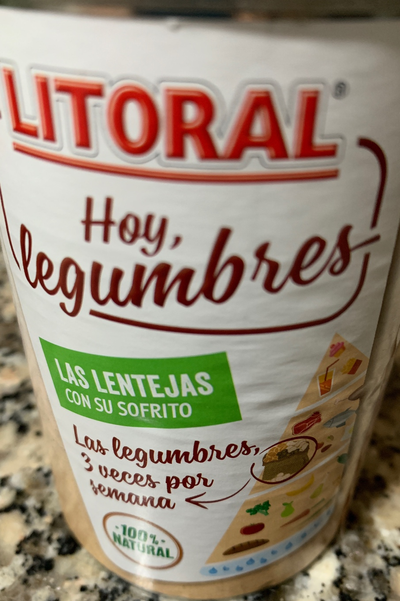 LITORAL®
Hoy,
legumbres
LAS LENTEJAS
CON SU SOFRITO
Las legumbres,
3 veces por
semana
100%
NATURAL